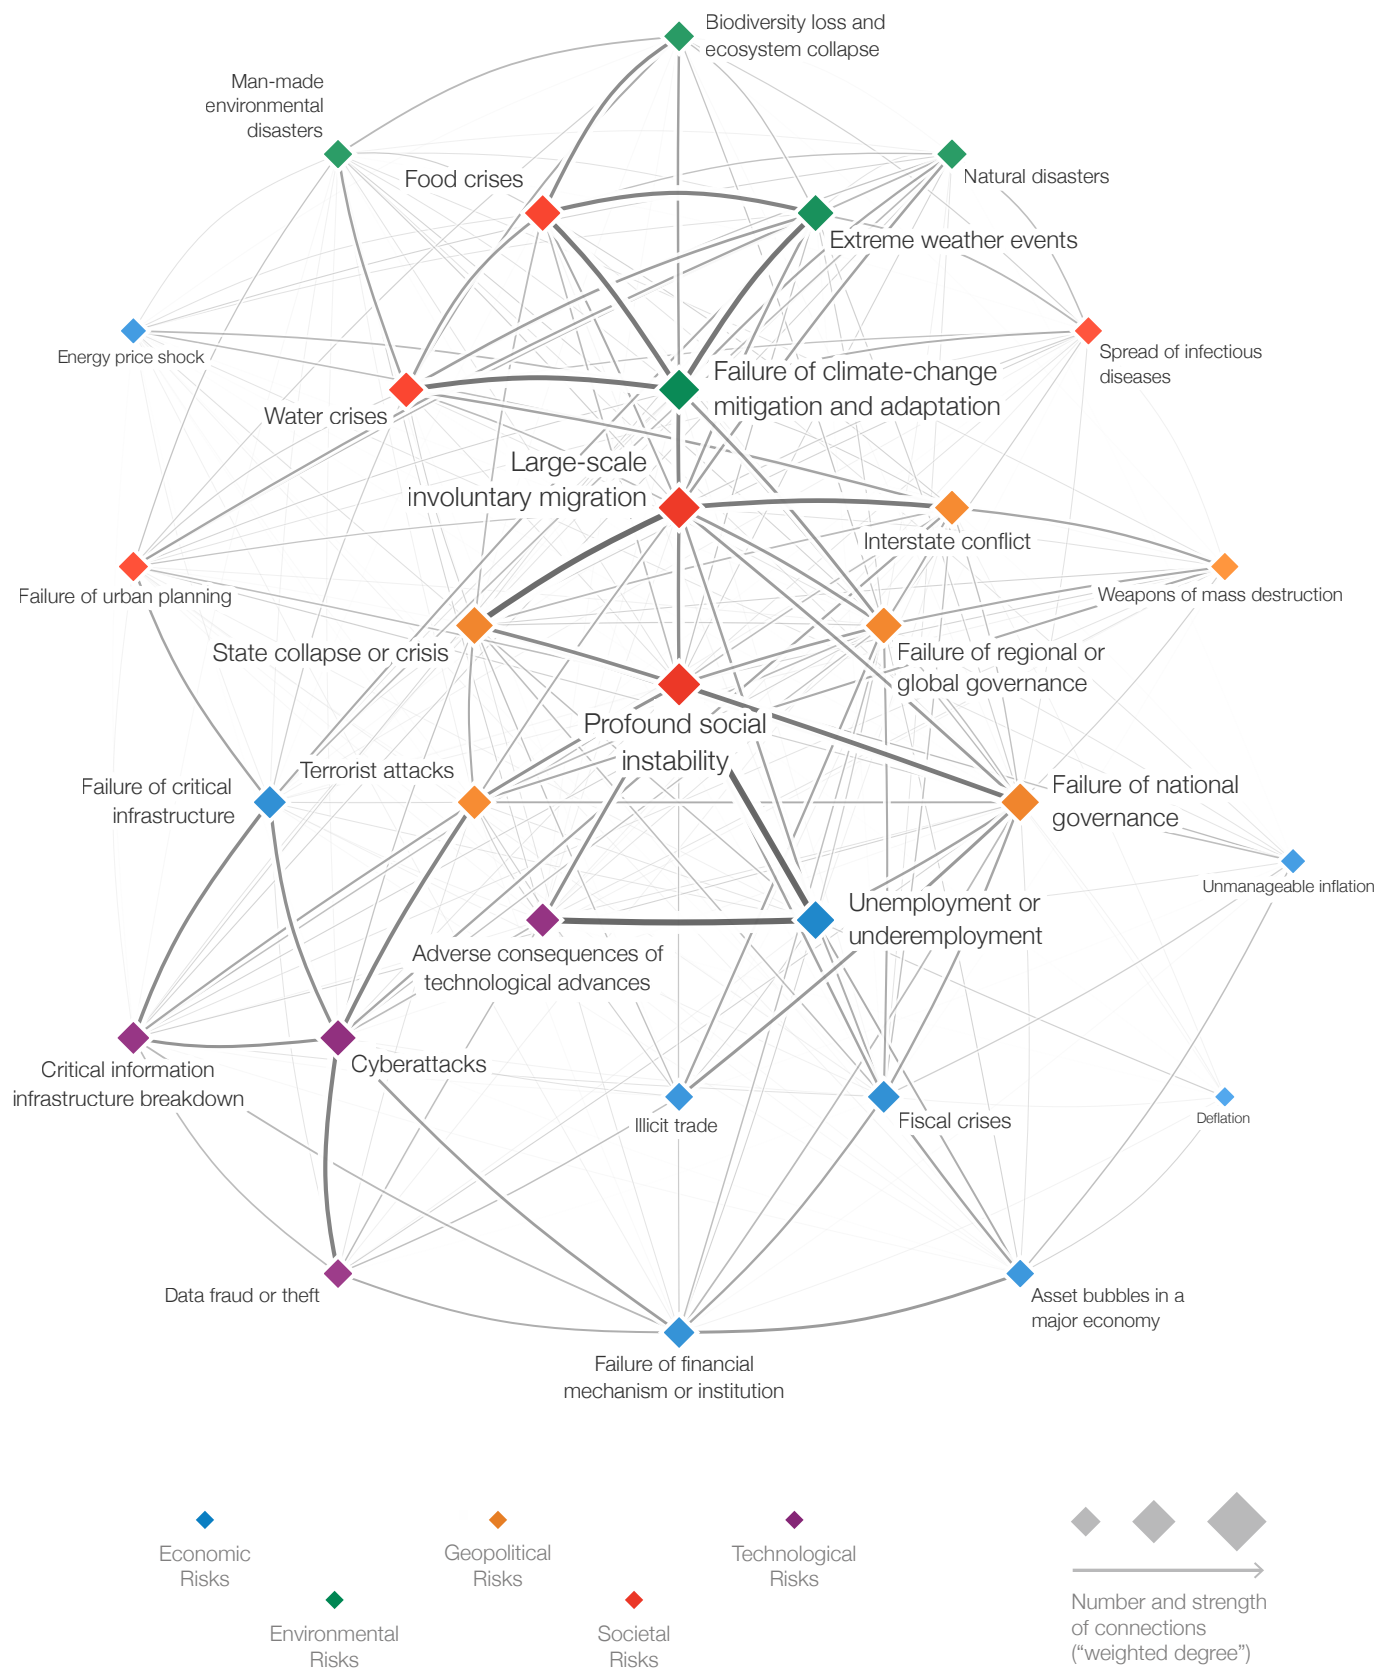 Biodiversity loss and
ecosystem collapse
Man-made
environmental
disasters
Food crises
Natural disasters
Extreme weather events
Energy price shock
Spread of infectious
diseases
Failure of climate-change
mitigation and adaptation
Water crises
Large-scale
involuntary migration
Interstate conflict
Failure of urban planning
Weapons of mass destruction
State collapse or crisis
Failure of regional or
global governance
Profound social
instability
Terrorist attacks
Failure of critical
infrastructure
Failure of national
governance
Unmanageable inflation
Unemployment or
underemployment
Adverse consequences of
technological advances
Critical information
infrastructure breakdown
Cyberattacks
Illicit trade
Fiscal crises
Deflation
Data fraud or theft
Asset bubbles in a
major economy
Failure of financial
mechanism or institution
Economic
Risks
Geopolitical
Risks
Technological
Risks
Environmental
Risks
Societal
Risks
Number and strength
of connections
(“weighted degree”)